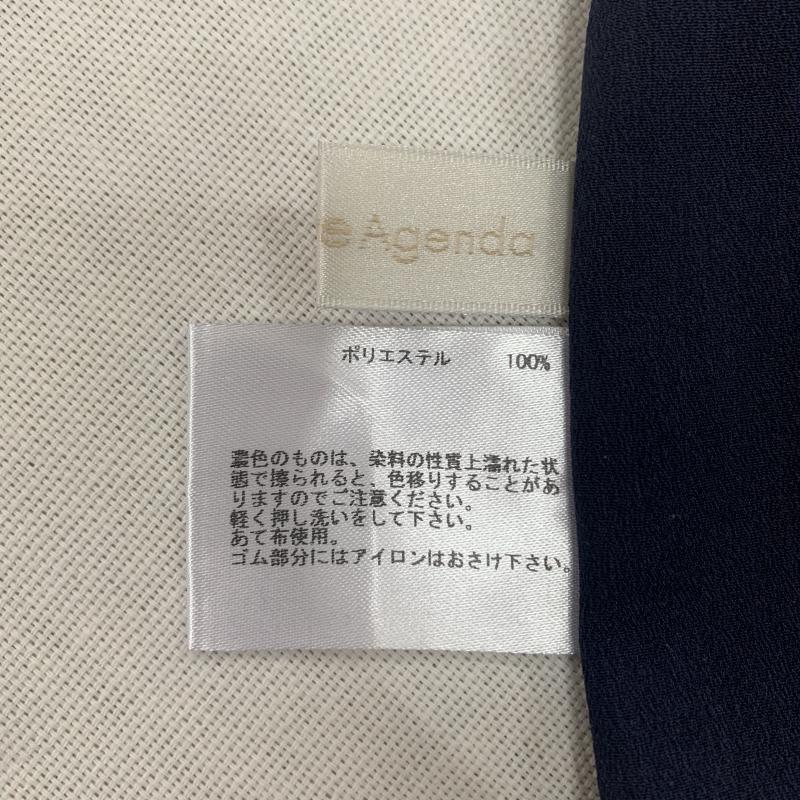 e Agenda
ポリエステル 100%
濃色のものは、染料の性質上濡れた状
態で擦られると、色移りすることがあ
りますのでご注意ください。
軽く押し洗いをして下さい。
あて布使用。
ゴム部分にはアイロンはおさけ下さい。